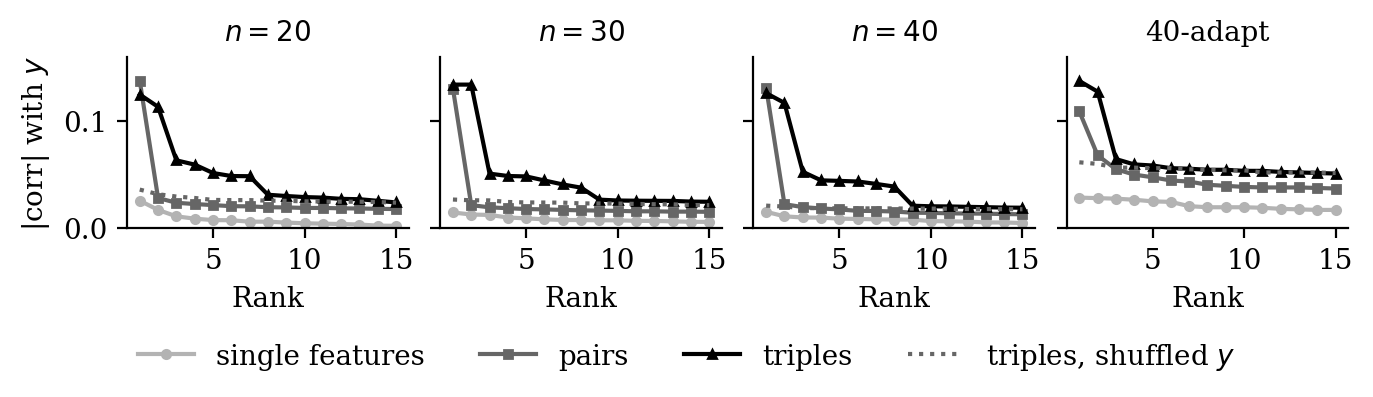 n = 20 n = 30 n = 40 40-adapt
|corr| with y
0.1
0.0
5 10 15 5 10 15 5 10 15 5 10 15
Rank Rank Rank Rank
single features pairs triples triples, shuffled y